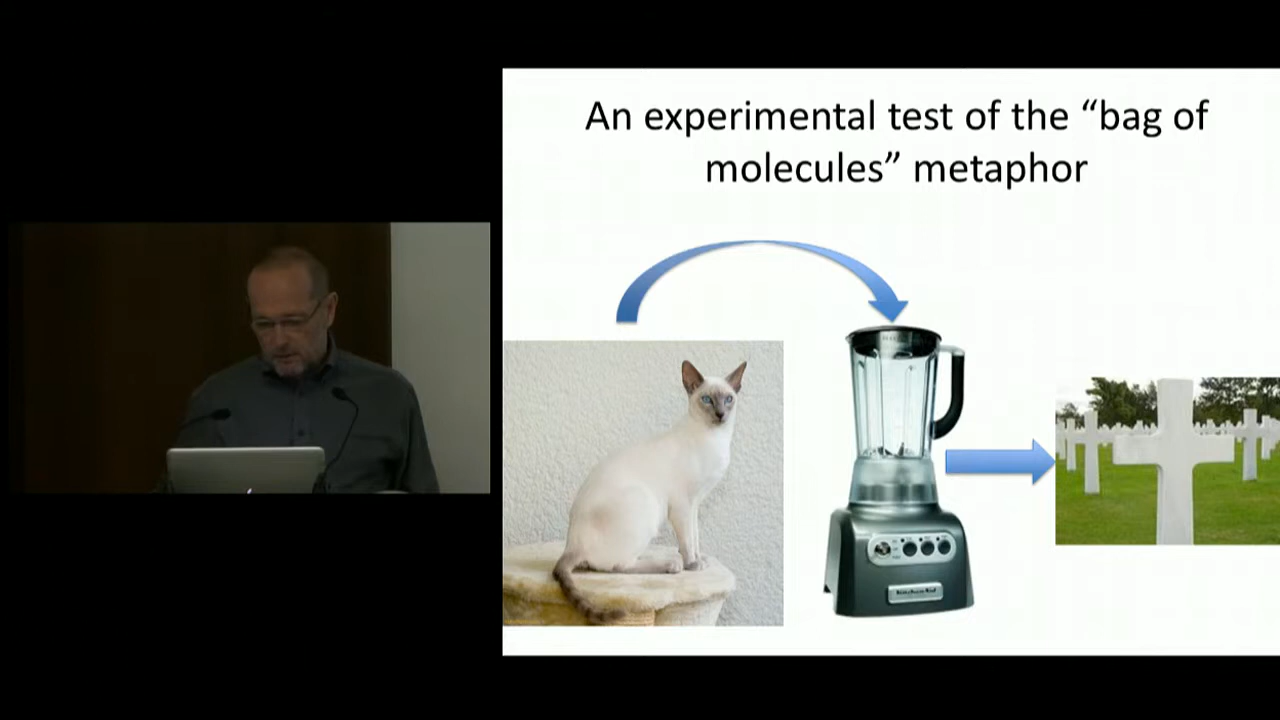 An experimental test of the “bag of
molecules” metaphor
KitchenAid